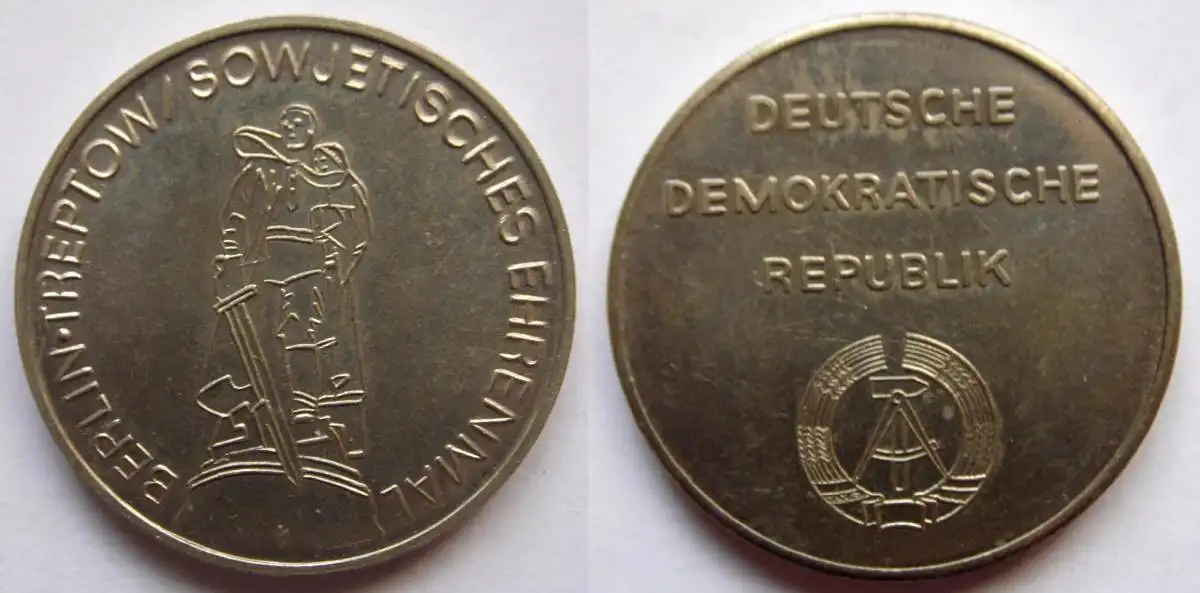 BERLIN·TREPTOW/SOWJETISCHES EHRENMAL
DEUTSCHE
DEMOKRATISCHE
REPUBLIK